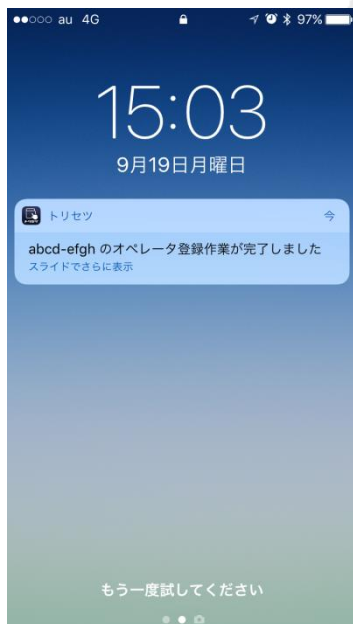 au 4G 97%
15:03
9月19日月曜日
トリセツ 今
abcd-efgh のオペレータ登録作業が完了しました
スライドでさらに表示
もう一度試してください